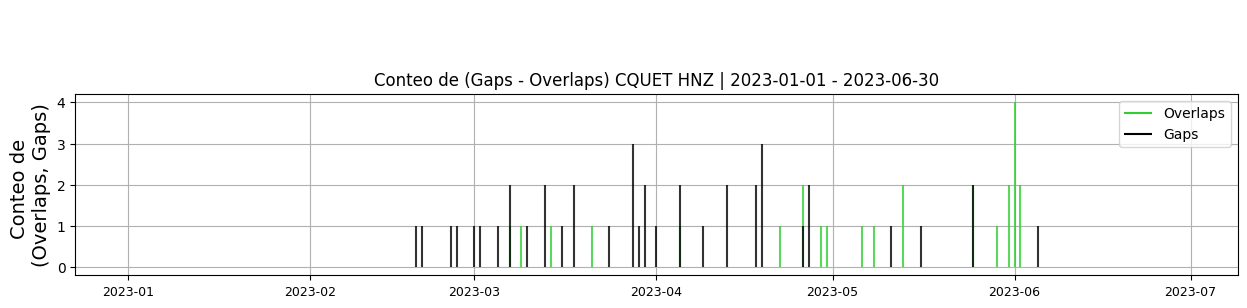 Conteo de (Gaps - Overlaps) CQUET HNZ | 2023-01-01 - 2023-06-30
Conteo de
(Overlaps, Gaps)
4
3
2
1
0
Overlaps
Gaps
2023-01
2023-02
2023-03
2023-04
2023-05
2023-06
2023-07